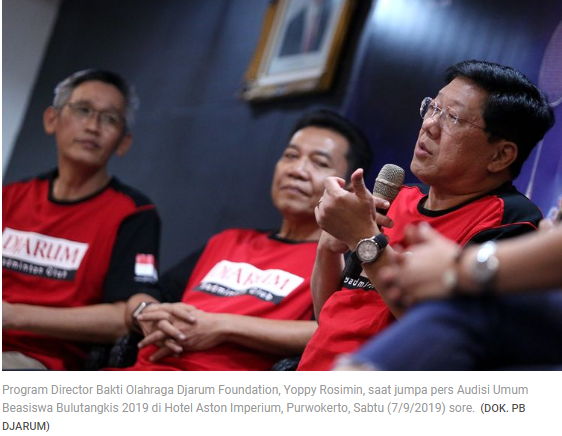 DJARUM
badminton club
DJARUM
badminton club
badmin
Program Director Bakti Olahraga Djarum Foundation, Yoppy Rosimin, saat jumpa pers Audisi Umum
Beasiswa Bulutangkis 2019 di Hotel Aston Imperium, Purwokerto, Sabtu (7/9/2019) sore. (DOK. PB
DJARUM)